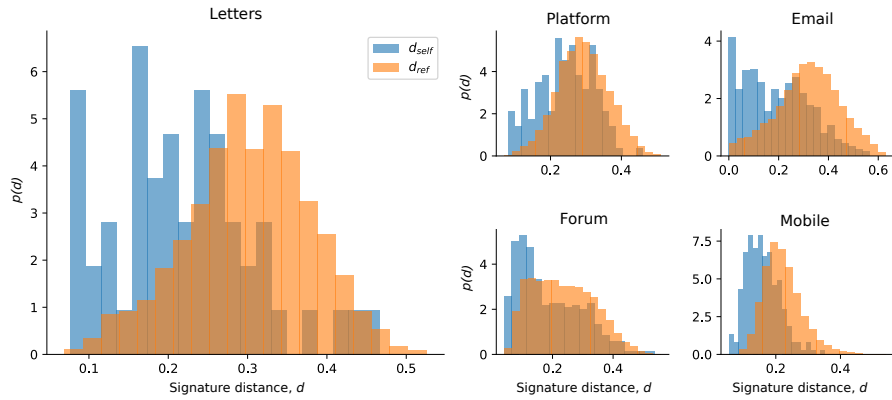 Letters
p(d)
6
5
4
3
2
1
0
0.1 0.2 0.3 0.4 0.5
Signature distance, d
d_self
d_ref
Platform
p(d)
4
2
0
0.2 0.4
Email
4
2
0
0.0 0.2 0.4 0.6
Forum
p(d)
4
2
0
0.2 0.4
Signature distance, d
Mobile
7.5
5.0
2.5
0.0
0.2 0.4
Signature distance, d